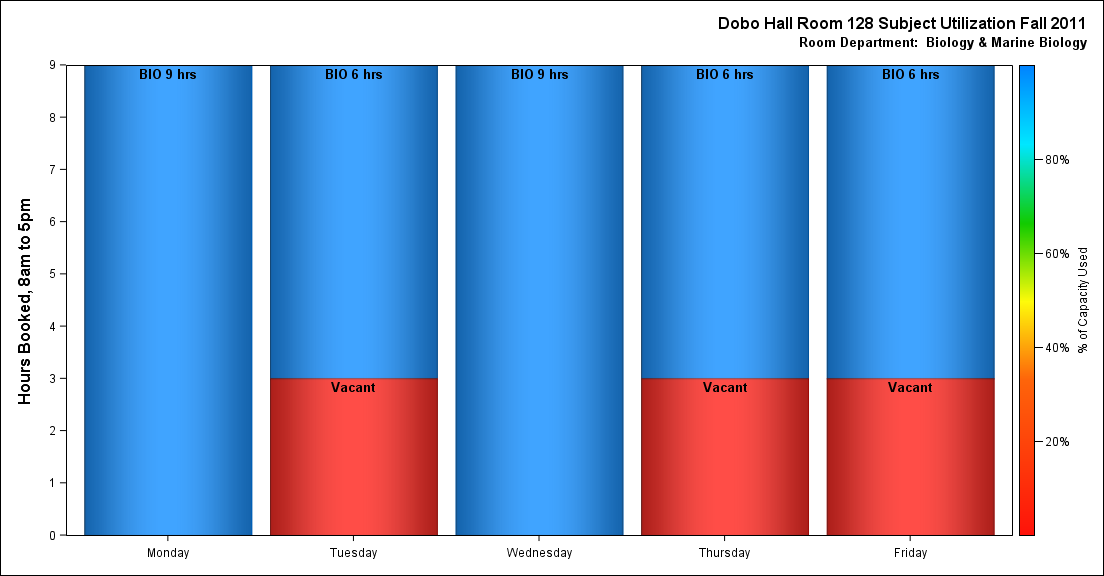 Dobo Hall Room 128 Subject Utilization Fall 2011
Room Department:  Biology & Marine Biology
Hours Booked, 8am to 5pm
9
8
7
6
5
4
3
2
1
0
BIO 9 hrs
BIO 6 hrs
BIO 9 hrs
BIO 6 hrs
BIO 6 hrs
Vacant
Vacant
Vacant
Monday
Tuesday
Wednesday
Thursday
Friday
80%
60%
40%
20%
% of Capacity Used